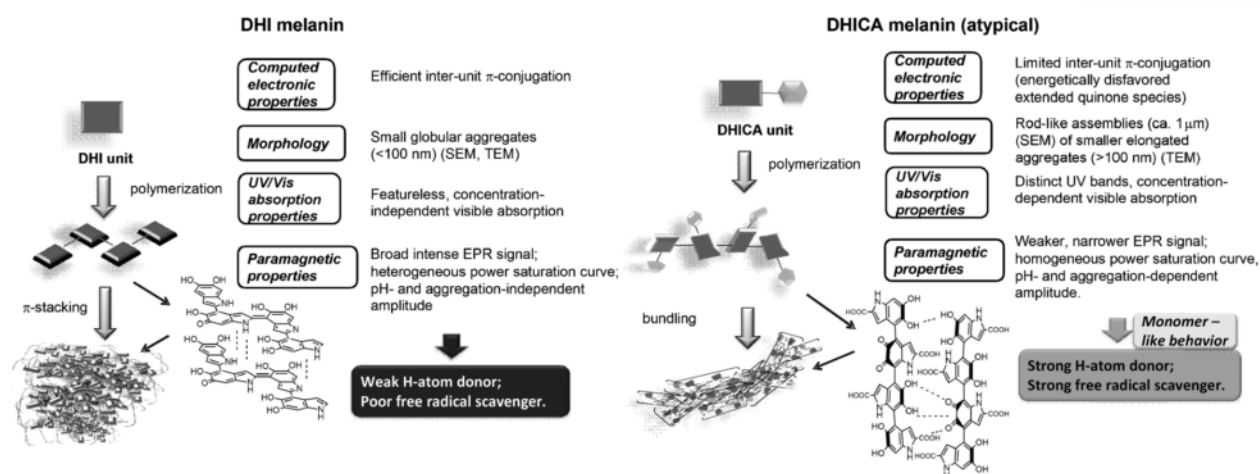 DHI melanin
Computed
electronic
properties
Efficient inter-unit π-conjugation
DHI unit
Morphology
Small globular aggregates
(<100 nm) (SEM, TEM)
polymerization
UV/Vis
absorption
properties
Featureless, concentration-
independent visible absorption
Paramagnetic
properties
Broad intense EPR signal;
heterogeneous power saturation curve;
pH- and aggregation-independent
amplitude
π-stacking
Weak H-atom donor;
Poor free radical scavenger.
DHICA melanin (atypical)
Computed
electronic
properties
Limited inter-unit π-conjugation
(energetically disfavored
extended quinone species)
DHICA unit
Morphology
Rod-like assemblies (ca. 1μm)
(SEM) of smaller elongated
aggregates (>100 nm) (TEM)
polymerization
UV/Vis
absorption
properties
Distinct UV bands, concentration-
dependent visible absorption
Paramagnetic
properties
Weaker, narrower EPR signal;
homogeneous power saturation curve,
pH- and aggregation-dependent
amplitude.
bundling
Monomer –
like behavior
Strong H-atom donor;
Strong free radical scavenger.